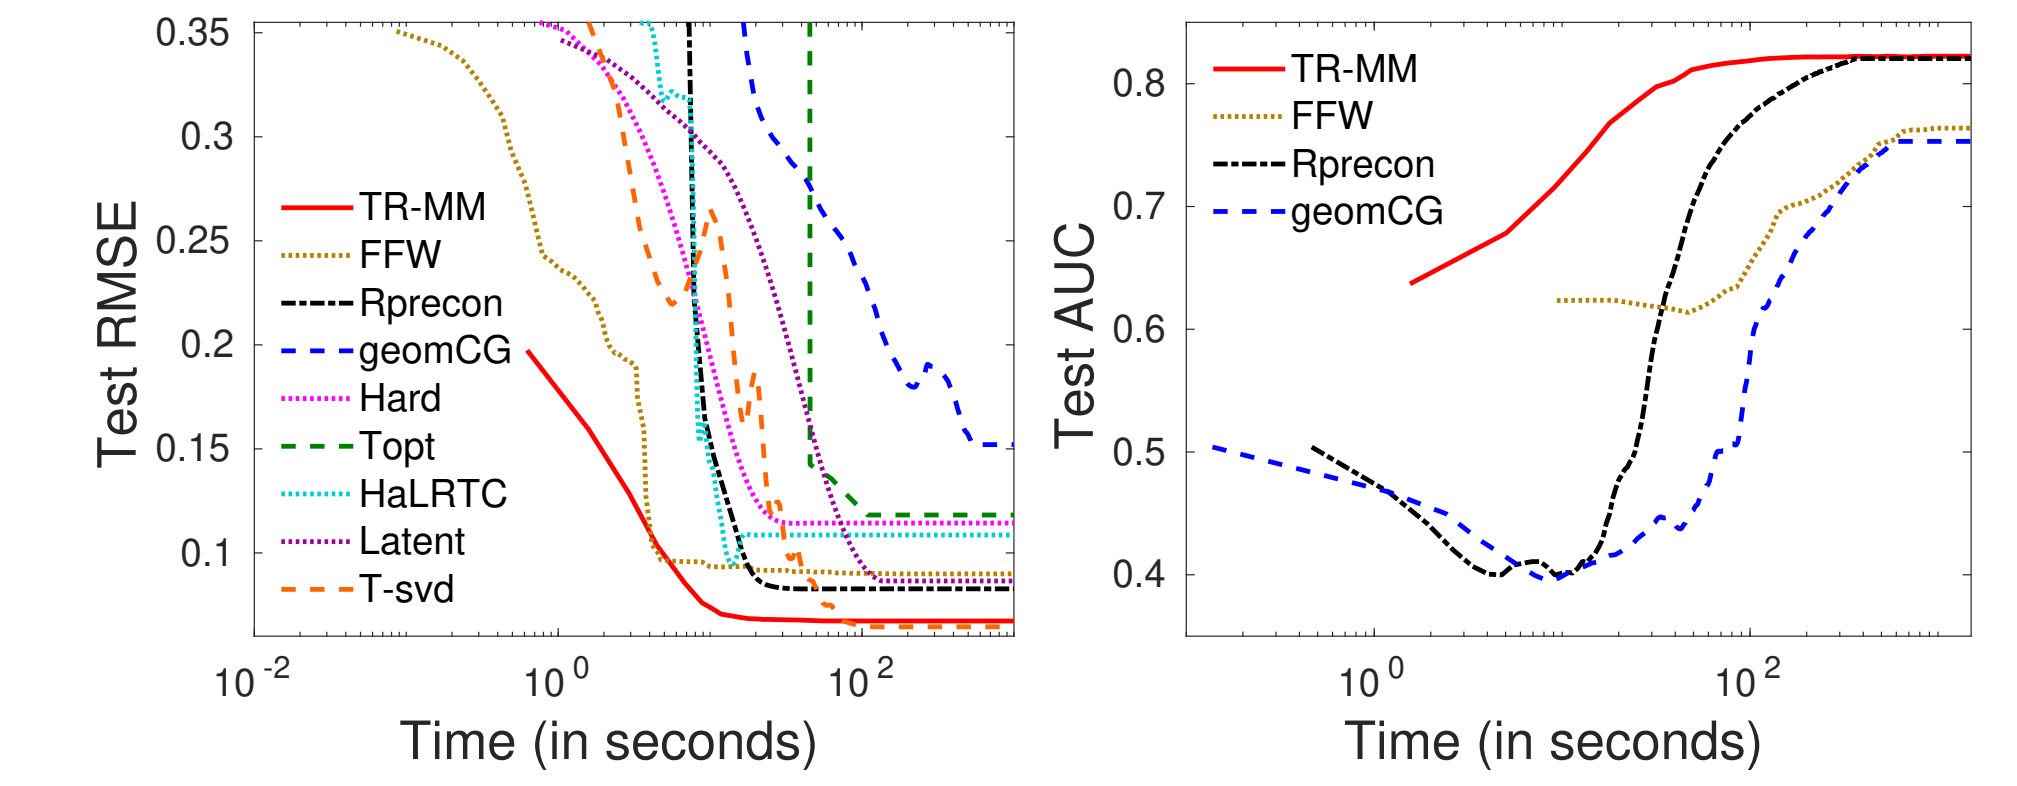 0.35
0.3
0.25
0.2
0.15
0.1
Test RMSE
TR-MM
FFW
Rprecon
geomCG
Hard
Topt
HaLRTC
Latent
T-svd
10^-2
10^0
10^2
Time (in seconds)
0.8
0.7
0.6
0.5
0.4
Test AUC
TR-MM
FFW
Rprecon
geomCG
10^0
10^2
Time (in seconds)